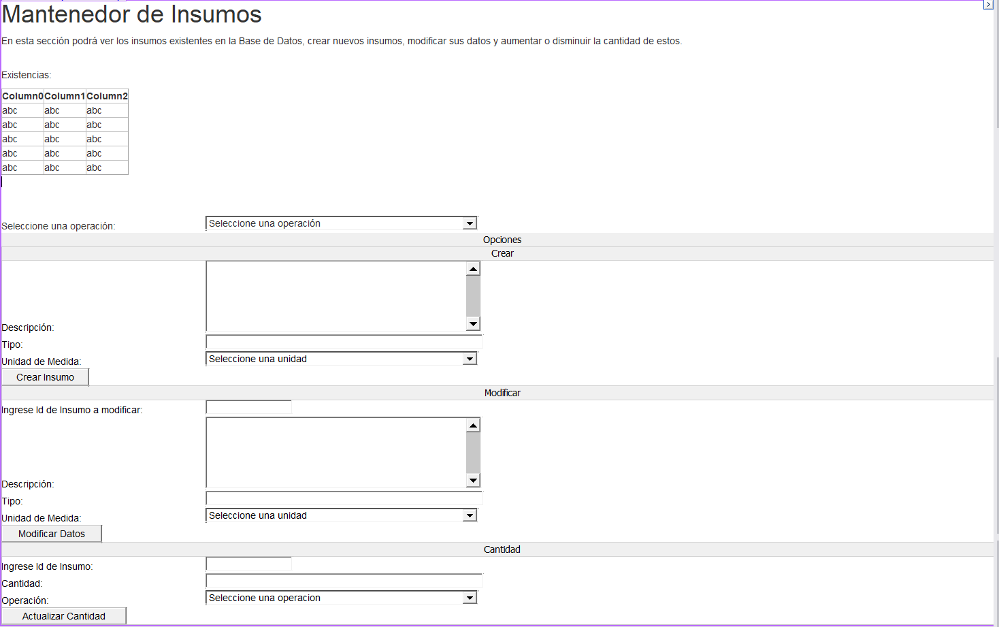 Mantenedor de Insumos
En esta sección podrá ver los insumos existentes en la Base de Datos, crear nuevos insumos, modificar sus datos y aumentar o disminuir la cantidad de estos.
Existencias:
Column0 Column1 Column2
abc abc abc
abc abc abc
abc abc abc
abc abc abc
abc abc abc
Seleccione una operación: Seleccione una operación
Opciones
Crear
Descripción:
Tipo:
Unidad de Medida: Seleccione una unidad
Crear Insumo
Modificar
Ingrese Id de Insumo a modificar:
Descripción:
Tipo:
Unidad de Medida: Seleccione una unidad
Modificar Datos
Cantidad
Ingrese Id de Insumo:
Cantidad:
Operación: Seleccione una operacion
Actualizar Cantidad